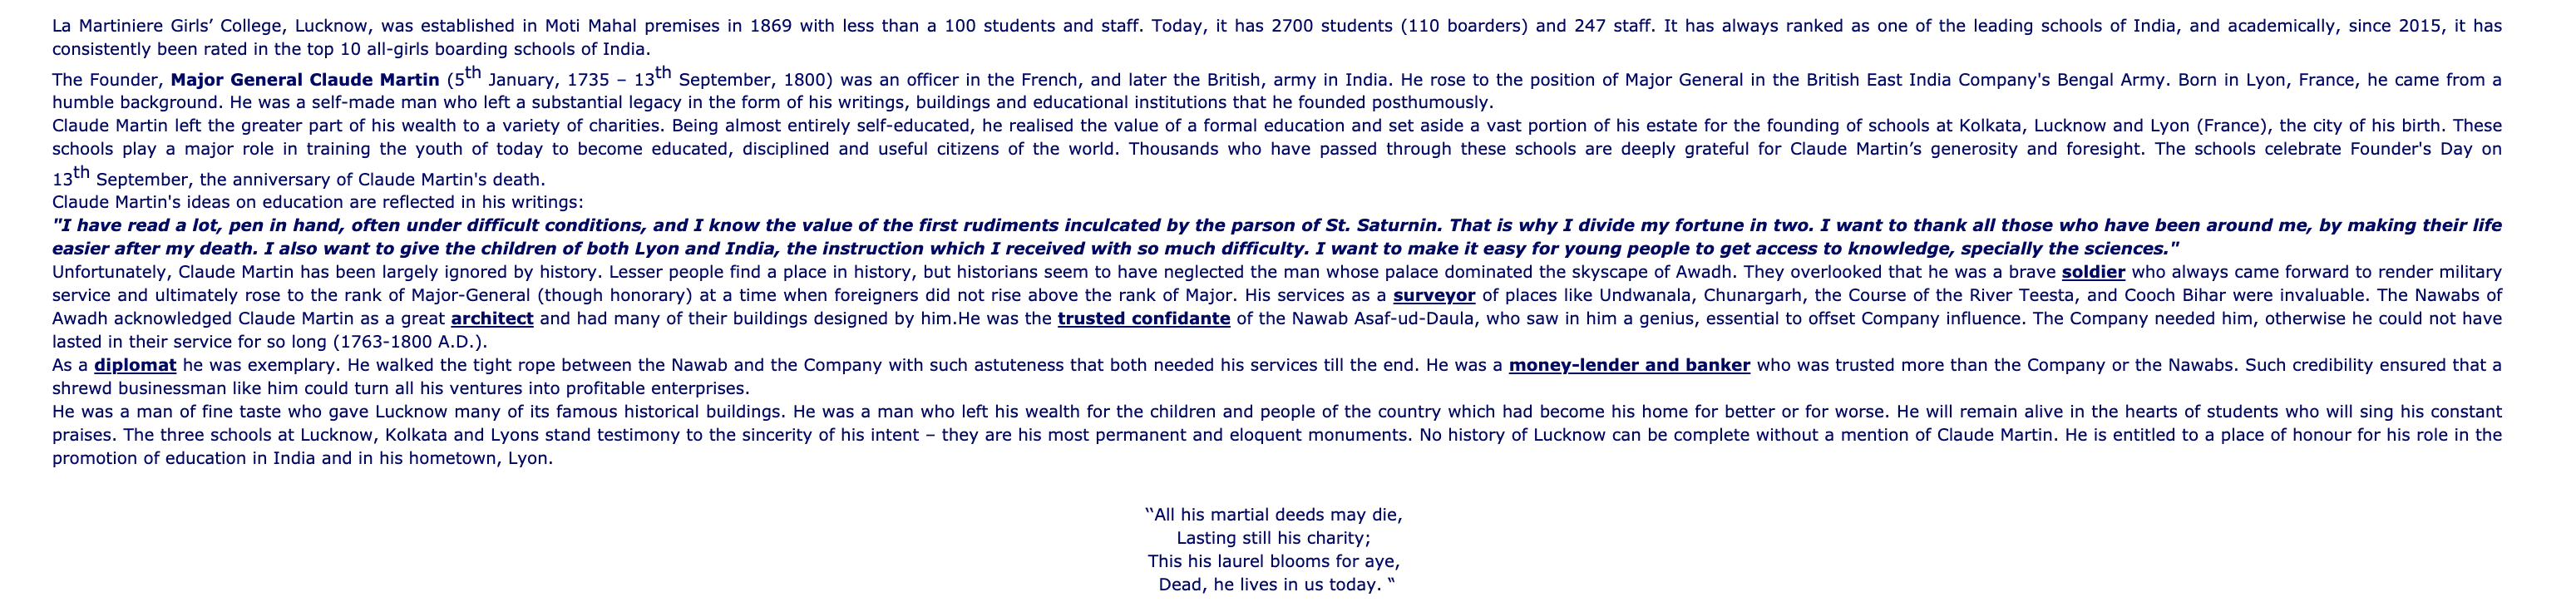 La Martiniere Girls’ College, Lucknow, was established in Moti Mahal premises in 1869 with less than a 100 students and staff. Today, it has 2700 students (110 boarders) and 247 staff. It has always ranked as one of the leading schools of India, and academically, since 2015, it has
consistently been rated in the top 10 all-girls boarding schools of India.
The Founder, Major General Claude Martin (5th January, 1735 – 13th September, 1800) was an officer in the French, and later the British, army in India. He rose to the position of Major General in the British East India Company's Bengal Army. Born in Lyon, France, he came from a
humble background. He was a self-made man who left a substantial legacy in the form of his writings, buildings and educational institutions that he founded posthumously.
Claude Martin left the greater part of his wealth to a variety of charities. Being almost entirely self-educated, he realised the value of a formal education and set aside a vast portion of his estate for the founding of schools at Kolkata, Lucknow and Lyon (France), the city of his birth. These
schools play a major role in training the youth of today to become educated, disciplined and useful citizens of the world. Thousands who have passed through these schools are deeply grateful for Claude Martin’s generosity and foresight. The schools celebrate Founder's Day on
13th September, the anniversary of Claude Martin's death.
Claude Martin's ideas on education are reflected in his writings:
"I have read a lot, pen in hand, often under difficult conditions, and I know the value of the first rudiments inculcated by the parson of St. Saturnin. That is why I divide my fortune in two. I want to thank all those who have been around me, by making their life
easier after my death. I also want to give the children of both Lyon and India, the instruction which I received with so much difficulty. I want to make it easy for young people to get access to knowledge, specially the sciences."
Unfortunately, Claude Martin has been largely ignored by history. Lesser people find a place in history, but historians seem to have neglected the man whose palace dominated the skyscape of Awadh. They overlooked that he was a brave soldier who always came forward to render military
service and ultimately rose to the rank of Major-General (though honorary) at a time when foreigners did not rise above the rank of Major. His services as a surveyor of places like Undwanala, Chunargarh, the Course of the River Teesta, and Cooch Bihar were invaluable. The Nawabs of
Awadh acknowledged Claude Martin as a great architect and had many of their buildings designed by him.He was the trusted confidante of the Nawab Asaf-ud-Daula, who saw in him a genius, essential to offset Company influence. The Company needed him, otherwise he could not have
lasted in their service for so long (1763-1800 A.D.).
As a diplomat he was exemplary. He walked the tight rope between the Nawab and the Company with such astuteness that both needed his services till the end. He was a money-lender and banker who was trusted more than the Company or the Nawabs. Such credibility ensured that a
shrewd businessman like him could turn all his ventures into profitable enterprises.
He was a man of fine taste who gave Lucknow many of its famous historical buildings. He was a man who left his wealth for the children and people of the country which had become his home for better or for worse. He will remain alive in the hearts of students who will sing his constant
praises. The three schools at Lucknow, Kolkata and Lyons stand testimony to the sincerity of his intent – they are his most permanent and eloquent monuments. No history of Lucknow can be complete without a mention of Claude Martin. He is entitled to a place of honour for his role in the
promotion of education in India and in his hometown, Lyon.
‟All his martial deeds may die,
Lasting still his charity;
This his laurel blooms for aye,
Dead, he lives in us today. ‟